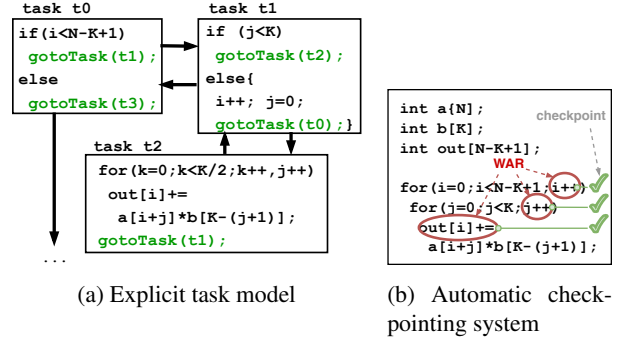 task t0
if(i<N-K+1)
gotoTask(t1);
else
gotoTask(t3);
...
task t1
if (j<K)
gotoTask(t2);
else{
i++; j=0;
gotoTask(t0);}
task t2
for(k=0;k<K/2;k++,j++)
out[i]+=
a[i+j]*b[K-(j+1)];
gotoTask(t1);
(a) Explicit task model
int a{N];
int b[K];
int out[N-K+1];
checkpoint
WAR
for(i=0;i<N-K+1;i++)
for(j=0;j<K;j++)
out[i]+=
a[i+j]*b[K-(j+1)];
(b) Automatic check-
pointing system